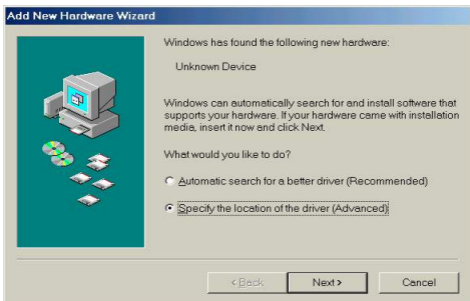 Add New Hardware Wizard
Windows has found the following new hardware:
Unknown Device
Windows can automatically search for and install software that
supports your hardware. If your hardware came with installation
media, insert it now and click Next.
What would you like to do?
Automatic search for a better driver (Recommended)
Specify the location of the driver (Advanced)
< Back Next > Cancel